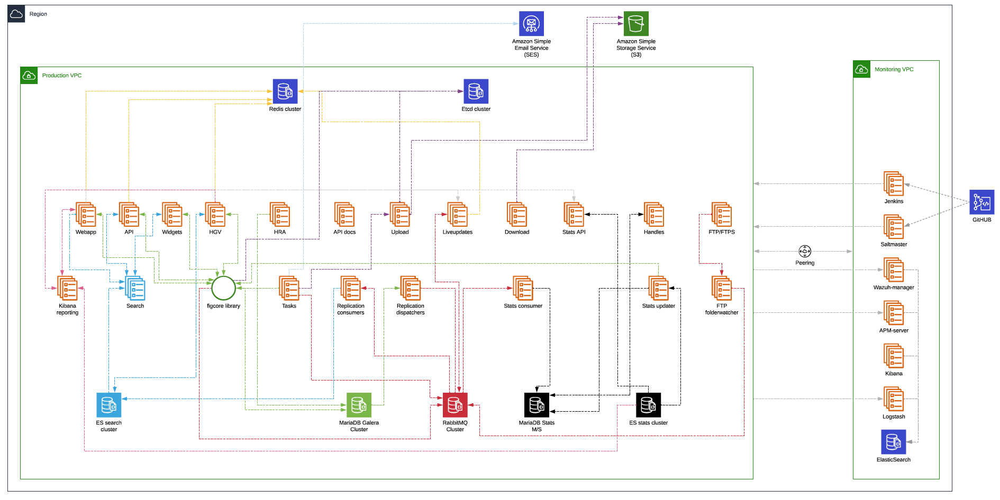 Region
Amazon Simple
Email Service
(SES)
Amazon Simple
Storage Service
(S3)
Production VPC
Monitoring VPC
Redis cluster
Etcd cluster
Jenkins
GitHUB
Webapp
API
Widgets
HGV
HRA
API docs
Upload
Liveupdates
Download
Stats API
Handles
FTP/FTPS
Saltmaster
Peering
Wazuh-manager
Kibana
reporting
Search
figcore library
Tasks
Replication
consumers
Replication
dispatchers
Stats consumer
Stats updater
FTP
folderwatcher
APM-server
Kibana
Logstash
ES search
cluster
MariaDB Galera
Cluster
RabbitMQ
Cluster
MariaDB Stats
M/S
ES stats cluster
ElasticSearch